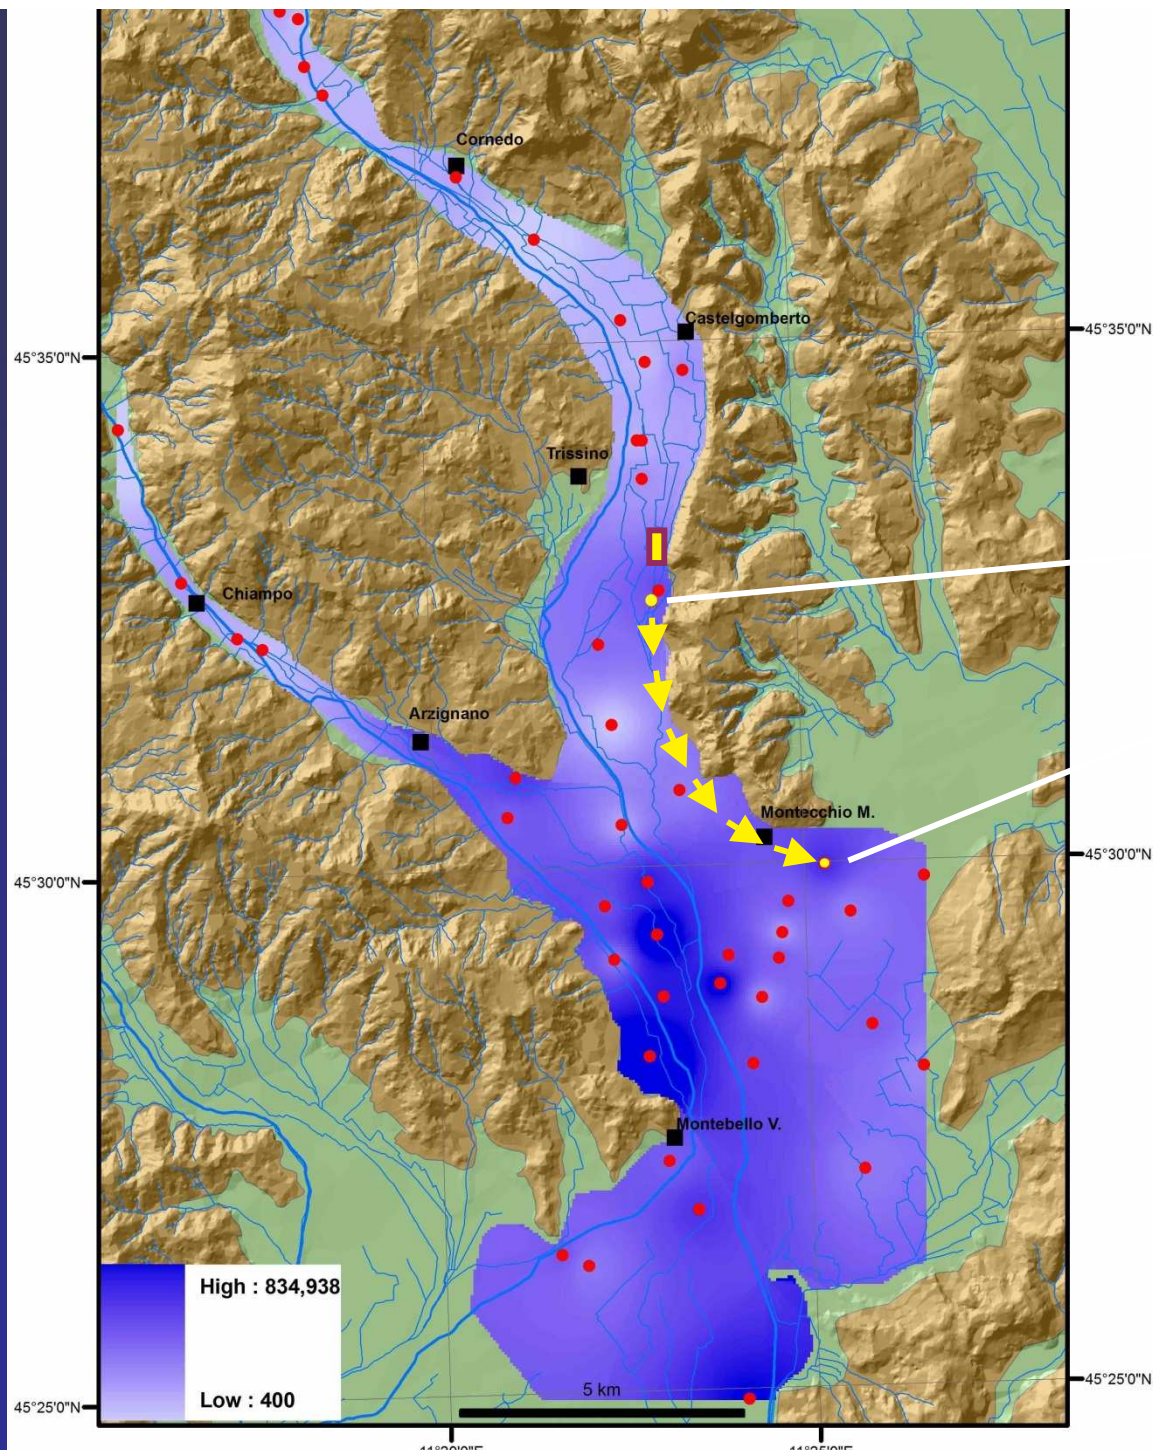 Cornedo
Castelgomberto
45°35'0"N
45°35'0"N
Trissino
Chiampo
Arzignano
Montecchio M.
45°30'0"N
45°30'0"N
Montebello V.
High : 834,938
Low : 400
5 km
45°25'0"N
45°25'0"N